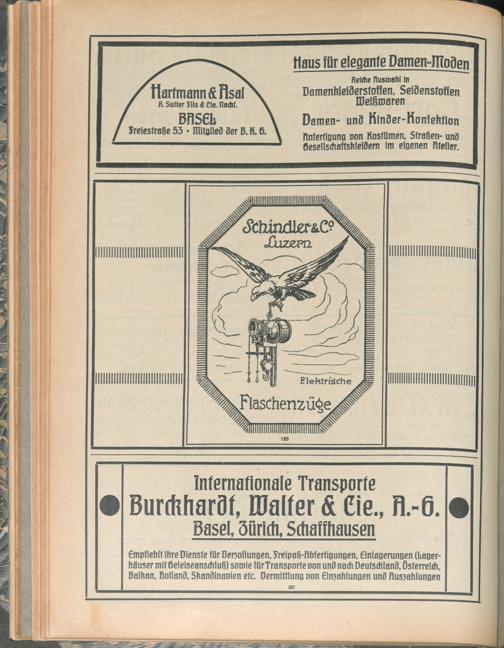 Hartmann & Asal
R. Sutter Fils & Cie. Nachf.
BASEL
Freiestraße 53 • Mitglied der B. K. G.
Haus für elegante Damen-Moden
Reiche Auswahl in
Damenkleiderstoffen, Seidenstoffen
Weißwaren
Damen- und Kinder-Konfektion
Anfertigung von Kostümen, Straßen- und
Gesellschaftskleidern im eigenen Atelier.
Schindler & Co
Luzern
Elektrische
Flaschenzüge
Internationale Transporte
Burckhardt, Walter & Cie., A.-G.
Basel, Zürich, Schaffhausen
Empfiehlt ihre Dienste für Verzollungen, Freipaß-Abfertigungen, Einlagerungen (Lager-
häuser mit Geleiseanschluß) sowie für Transporte von und nach Deutschland, Österreich,
Balkan, Holland, Skandinavien etc. Vermittlung von Einzahlungen und Auszahlungen